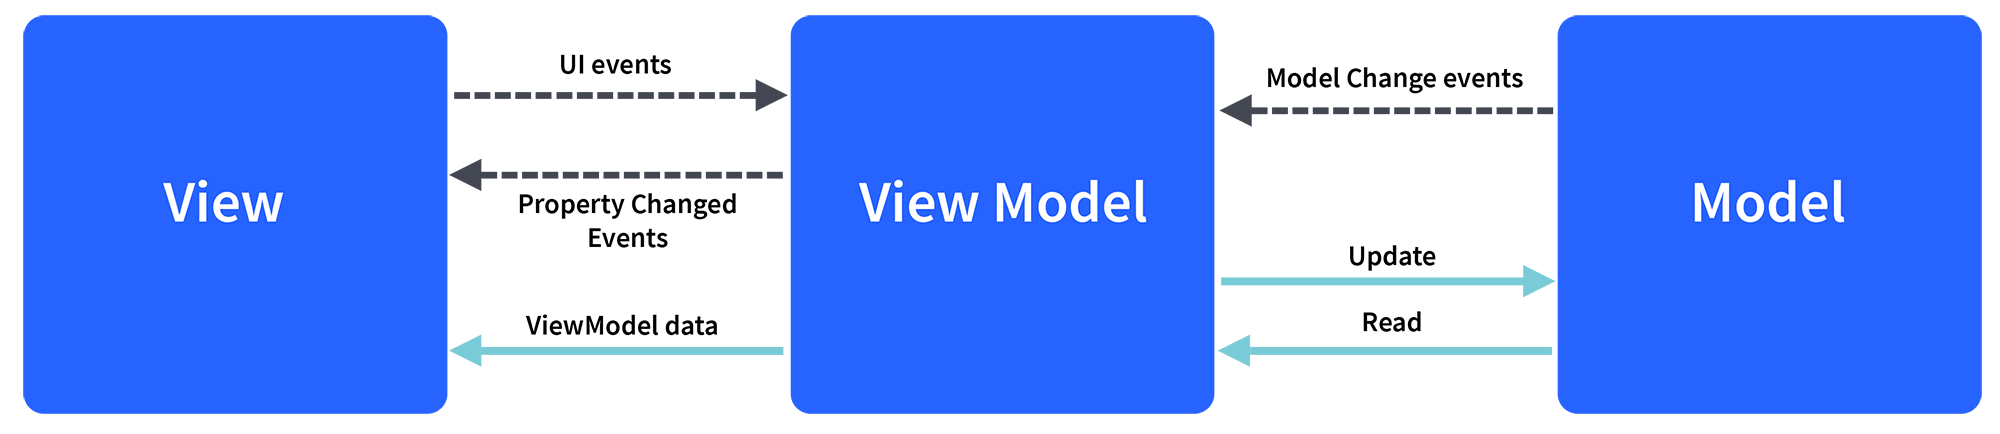 View
UI events
Property Changed
Events
ViewModel data
View Model
Model Change events
Update
Read
Model